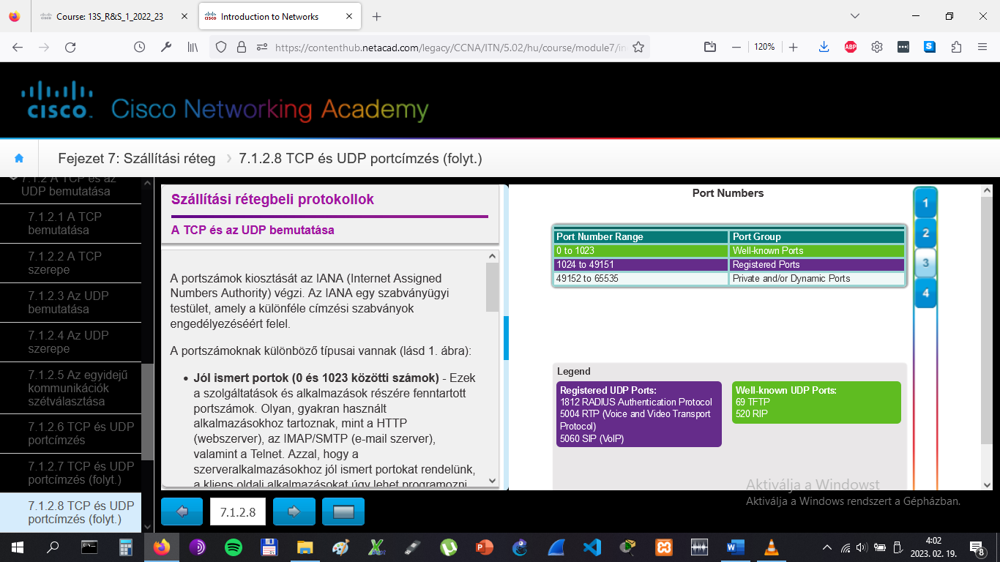 Course: 13S_R&S_1_2022_23
Introduction to Networks
https://contenthub.netacad.com/legacy/CCNA/ITN/5.02/hu/course/module7/in
120%
ABP
S
CISCO
Cisco Networking Academy
Fejezet 7: Szállítási réteg
7.1.2.8 TCP és UDP portcímzés (folyt.)
7.1.2 A TCP és az
UDP bemutatása
7.1.2.1 A TCP
bemutatása
7.1.2.2 A TCP
szerepe
7.1.2.3 Az UDP
bemutatása
7.1.2.4 Az UDP
szerepe
7.1.2.5 Az egyidejű
kommunikációk
szétválasztása
7.1.2.6 TCP és UDP
portcímzés
7.1.2.7 TCP és UDP
portcímzés (folyt.)
7.1.2.8 TCP és UDP
portcímzés (folyt.)
Szállítási rétegbeli protokollok
A TCP és az UDP bemutatása
A portszámok kiosztását az IANA (Internet Assigned
Numbers Authority) végzi. Az IANA egy szabványügyi
testület, amely a különféle címzési szabványok
engedélyezéséért felel.
A portszámoknak különböző típusai vannak (lásd 1. ábra):
• Jól ismert portok (0 és 1023 közötti számok) - Ezek
a szolgáltatások és alkalmazások részére fenntartott
portszámok. Olyan, gyakran használt
alkalmazásokhoz tartoznak, mint a HTTP
(webszerver), az IMAP/SMTP (e-mail szerver),
valamint a Telnet. Azzal, hogy a
szerveralkalmazásokhoz jól ismert portokat rendelünk,
a kliens oldali alkalmazásokat úgy lehet programozni
7.1.2.8
Port Numbers
Port Number Range Port Group
0 to 1023 Well-known Ports
1024 to 49151 Registered Ports
49152 to 65535 Private and/or Dynamic Ports
1
2
3
4
Legend
Registered UDP Ports:
1812 RADIUS Authentication Protocol
5004 RTP (Voice and Video Transport
Protocol)
5060 SIP (VoIP)
Well-known UDP Ports:
69 TFTP
520 RIP
Aktiválja a Windowst
Aktiválja a Windows rendszert a Gépházban.
4:02
2023. 02. 19.
8